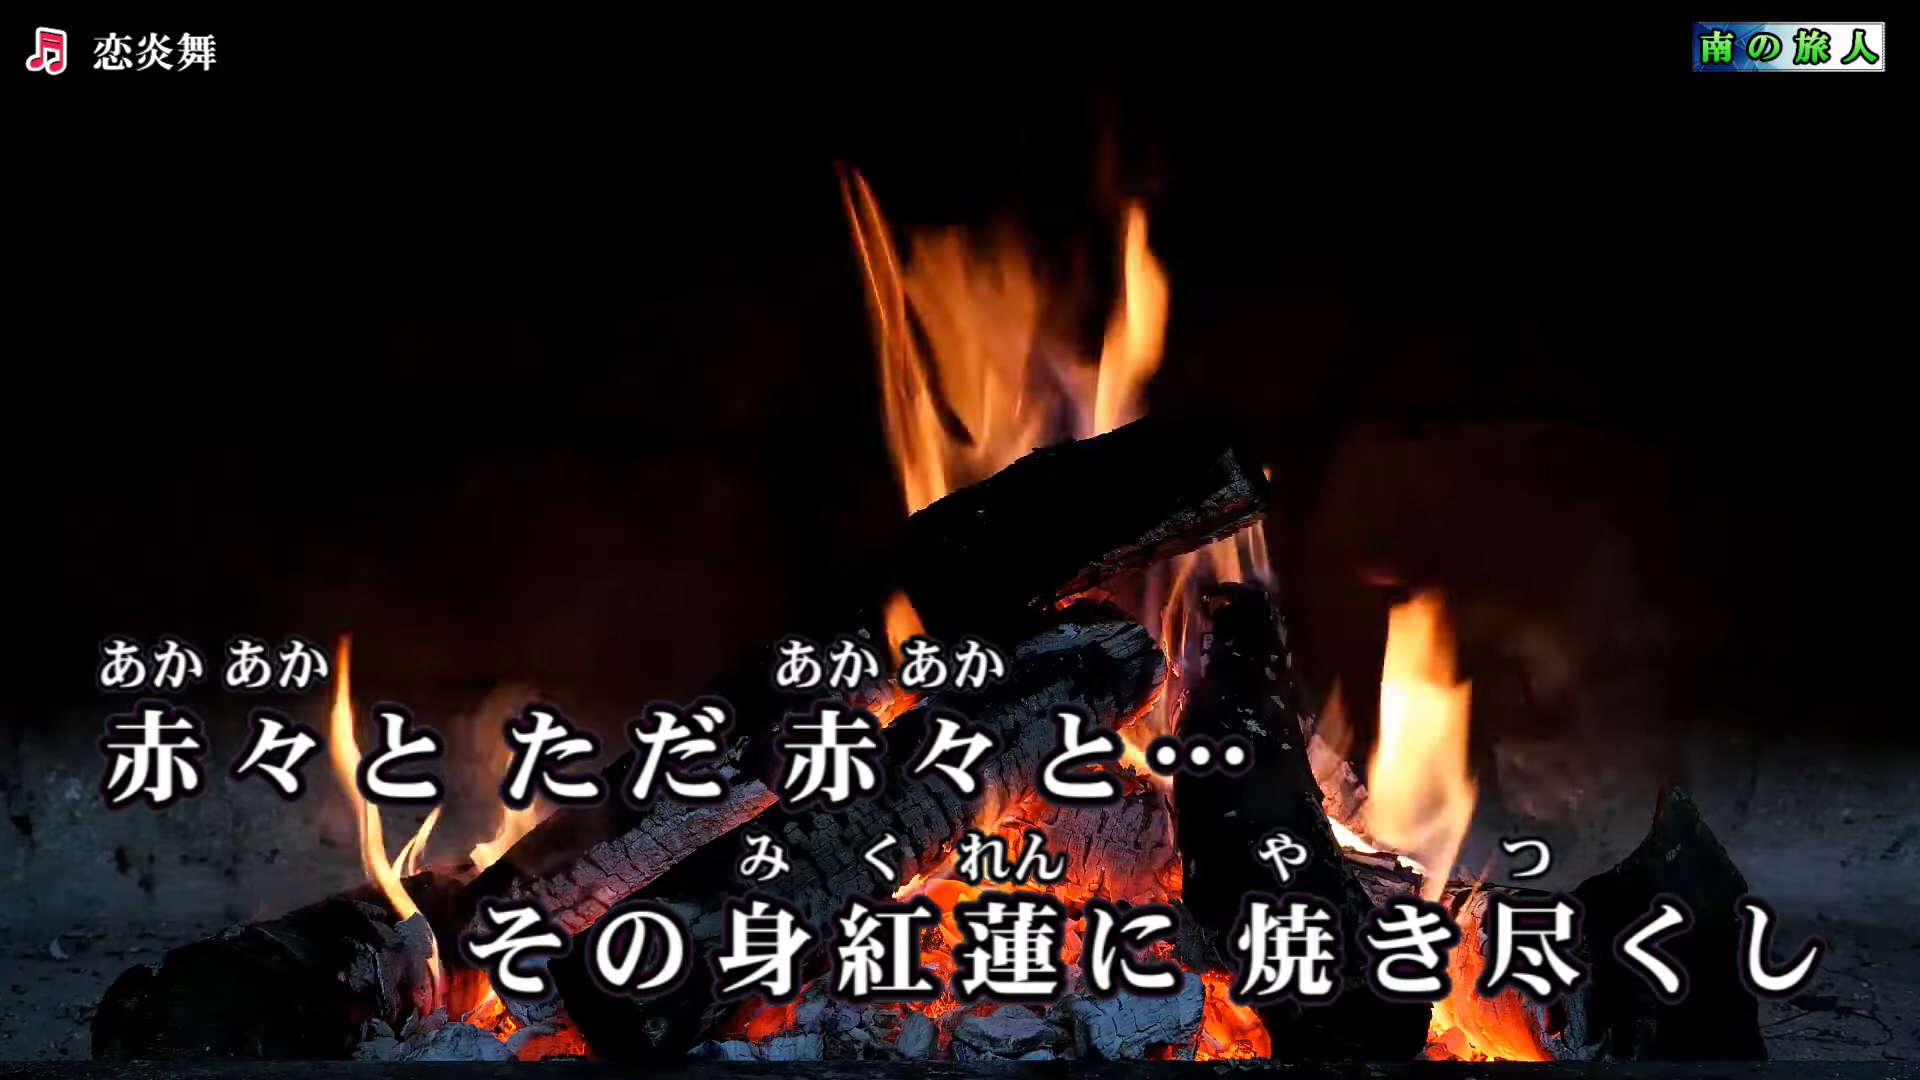 恋炎舞
南の旅人
あか あか あか あか
赤々と ただ 赤々と…
み く れん や つ
その身紅蓮に 焼き尽くし